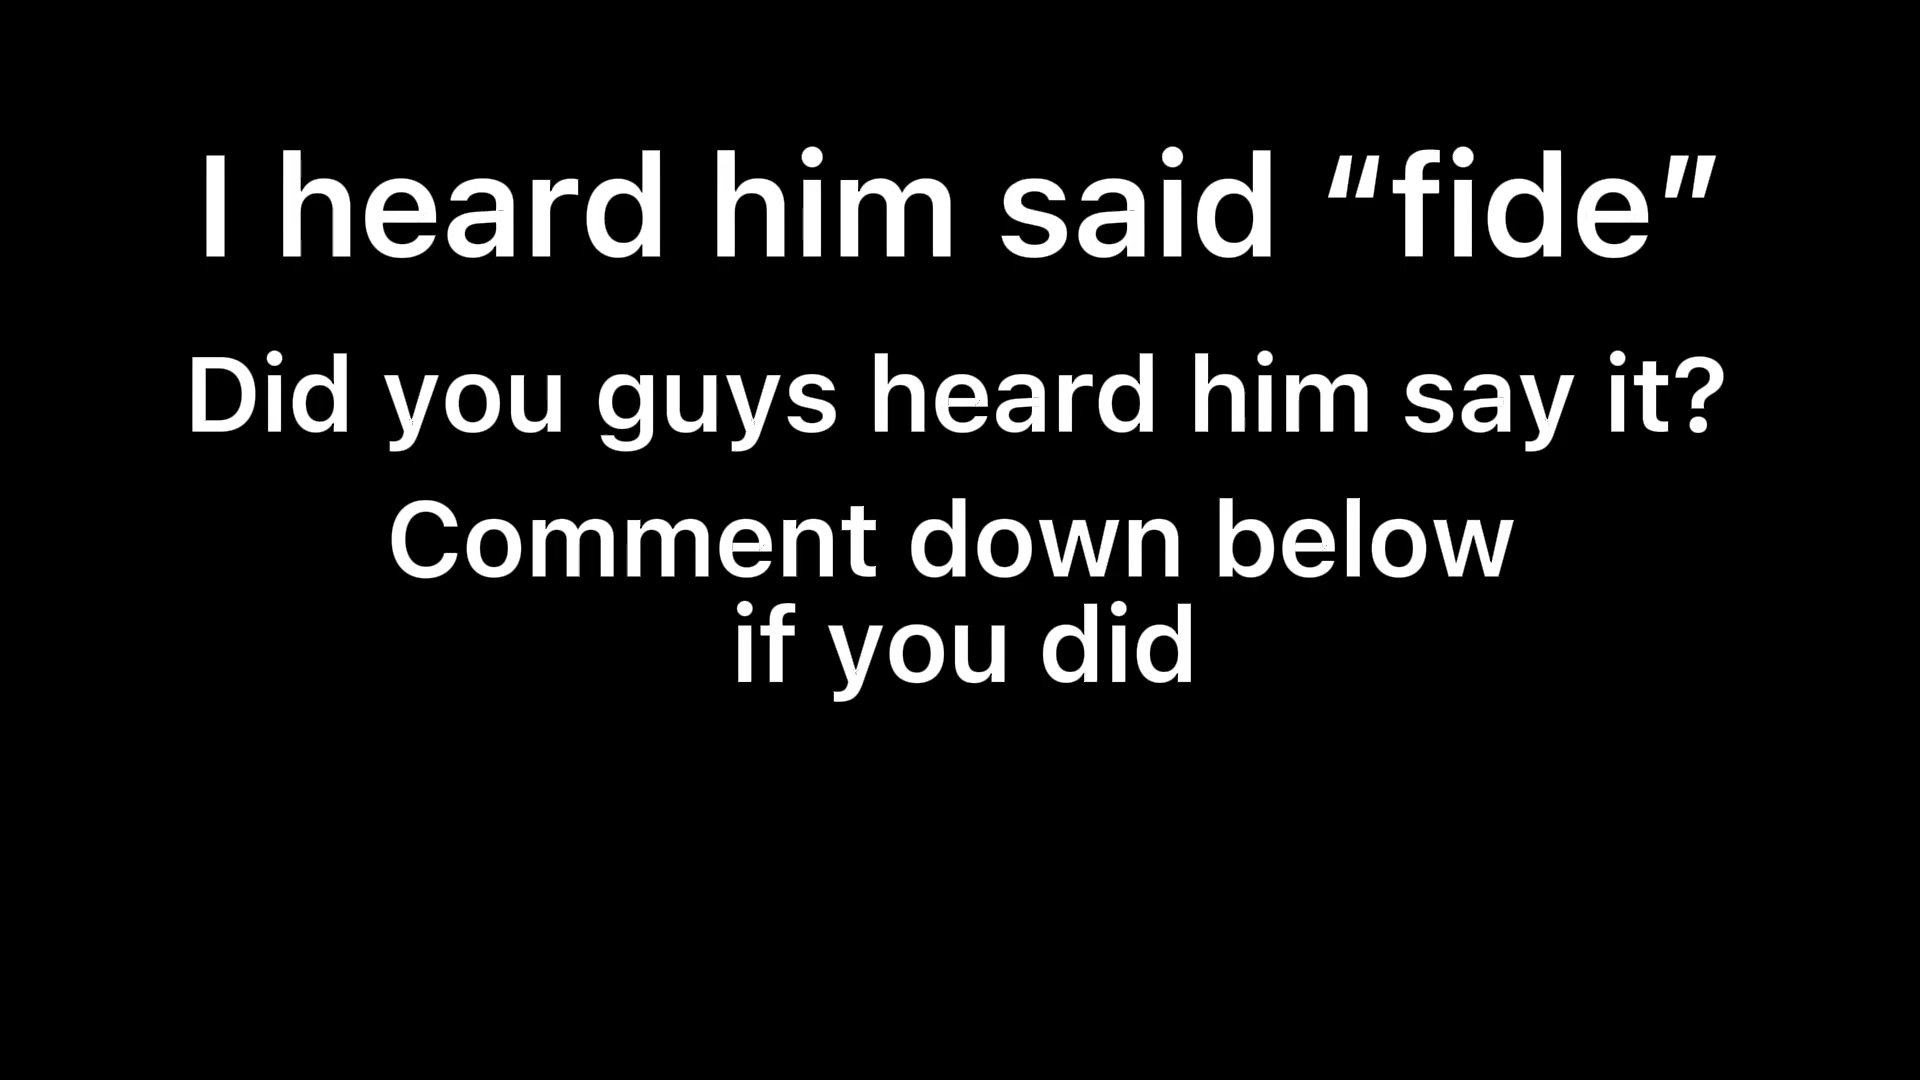 I heard him said “fide”
Did you guys heard him say it?
Comment down below
if you did